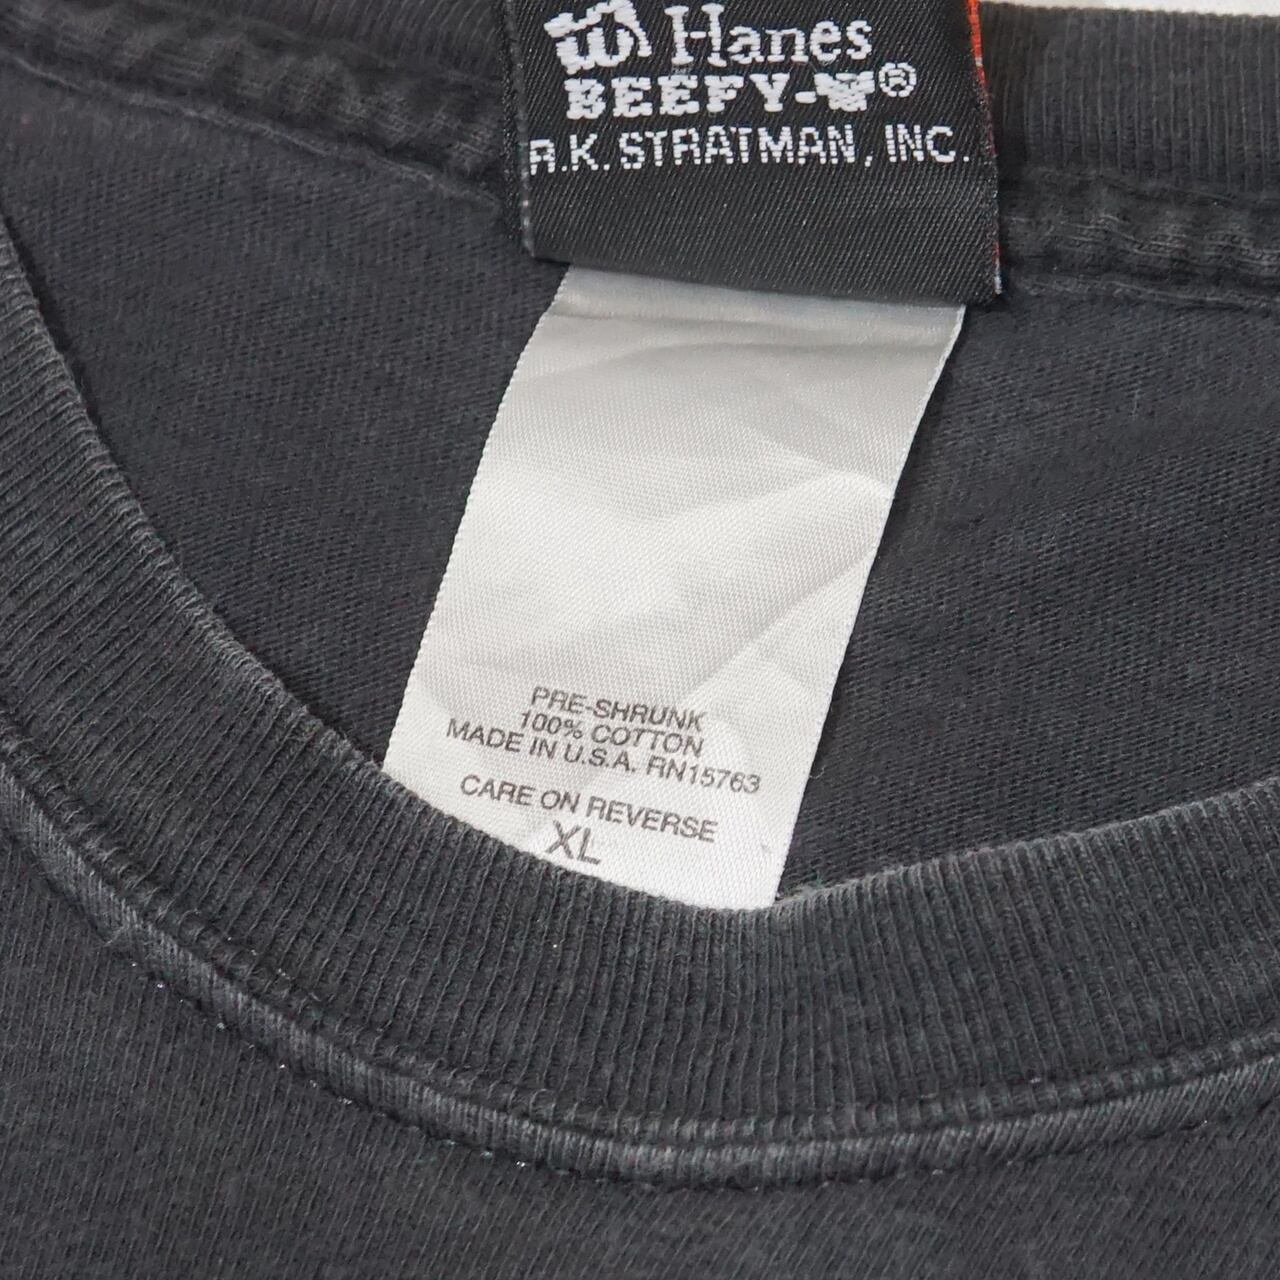 Hanes
BEEFY-T®
R.K. STRATMAN, INC.
PRE-SHRUNK
100% COTTON
MADE IN U.S.A. RN15763
CARE ON REVERSE
XL